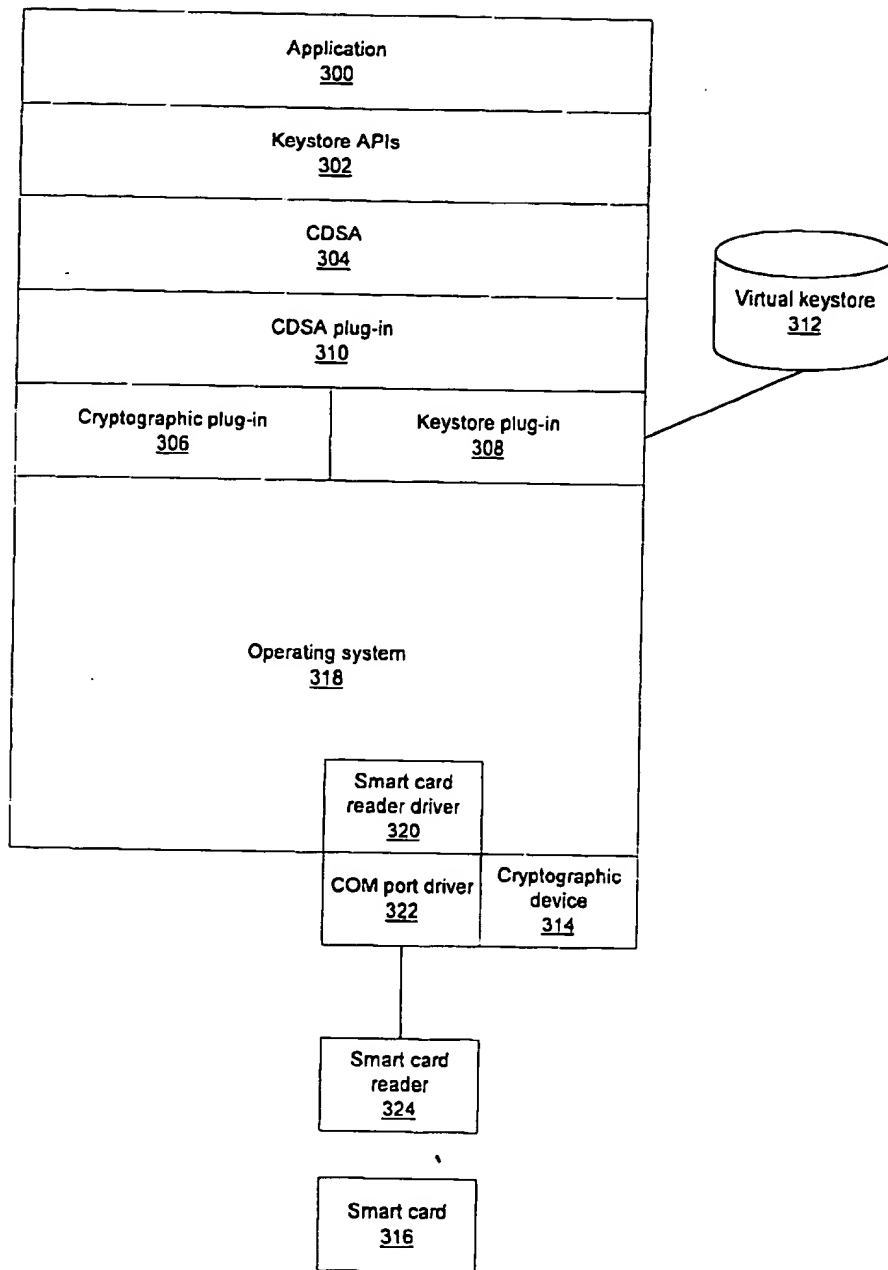 Application
300
Keystore APIs
302
CDSA
304
Virtual keystore
312
CDSA plug-in
310
Cryptographic plug-in
306
Keystore plug-in
308
Operating system
318
Smart card
reader driver
320
COM port driver
322
Cryptographic
device
314
Smart card
reader
324
Smart card
316